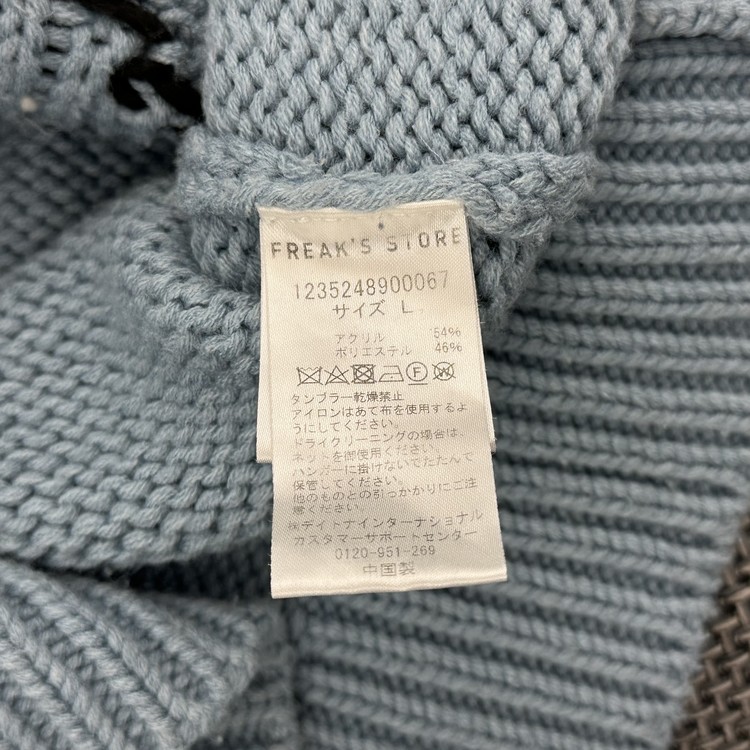 FREAK'S STORE
1235248900067
サイズ L
アクリル 54%
ポリエステル 46%
F
タンブラー乾燥禁止
アイロンはあて布を使用するよ
うにしてください。
ドライクリーニングの場合は、
ネットを御使用ください。
ハンガーに掛けないでたたんで
保管してください。
他のものとの引っかかりにご注
意ください。
㈱デイトナインターナショナル
カスタマーサポートセンター
0120-951-269
中国製